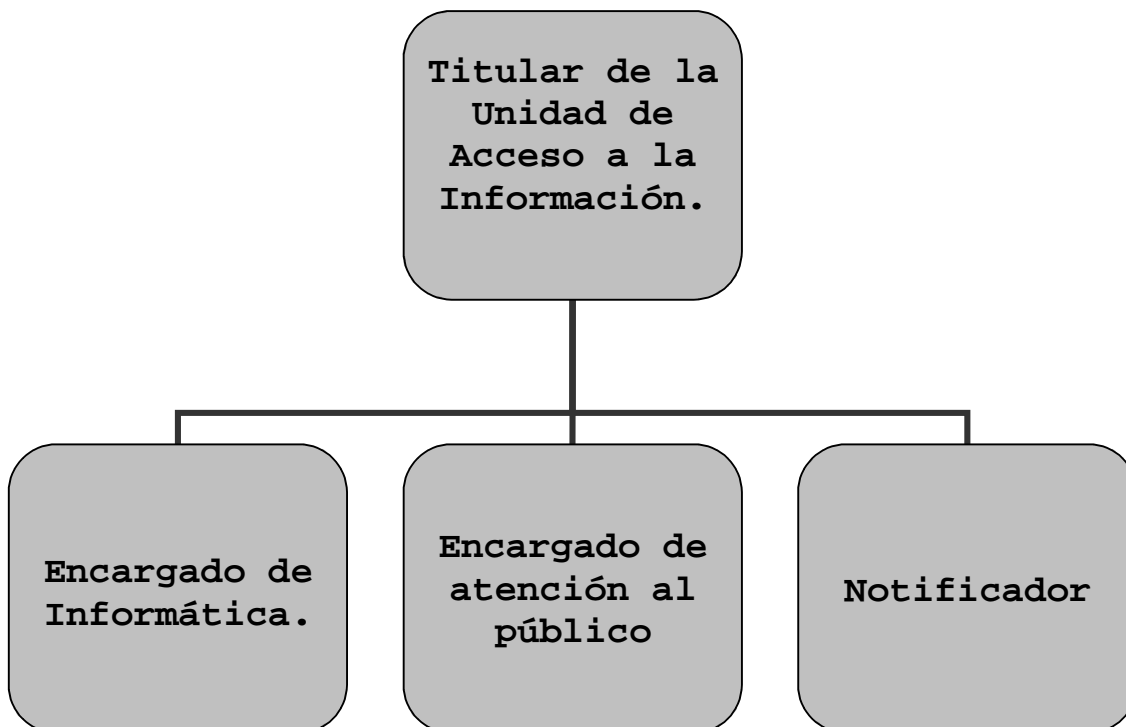 Titular de la
Unidad de
Acceso a la
Información.
Encargado de
Informática.
Encargado de
atención al
público
Notificador